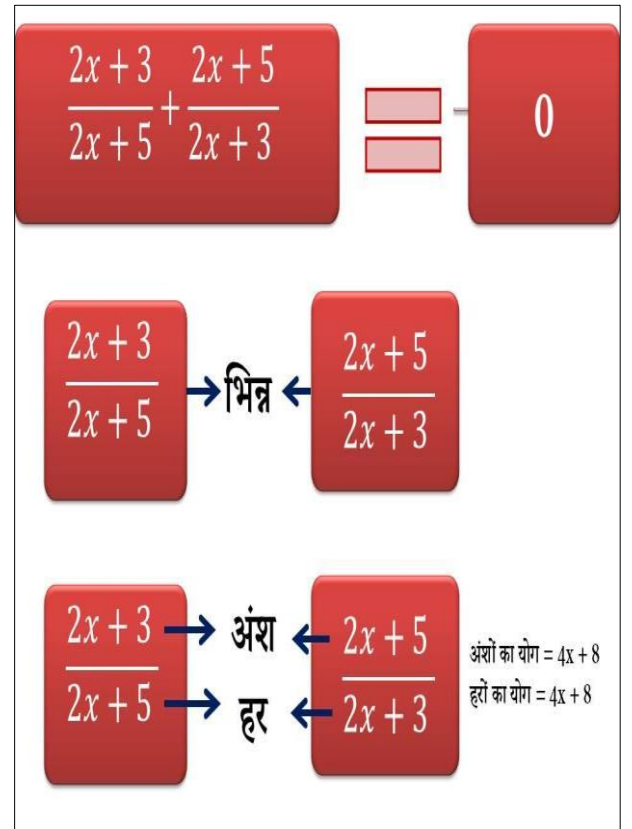 2x + 3 2x + 5
+ = 0
2x + 5 2x + 3
2x + 3 2x + 5
भिन्न
2x + 5 2x + 3
2x + 3 अंश 2x + 5
2x + 5 हर 2x + 3
अंशों का योग = 4x + 8
हरों का योग = 4x + 8